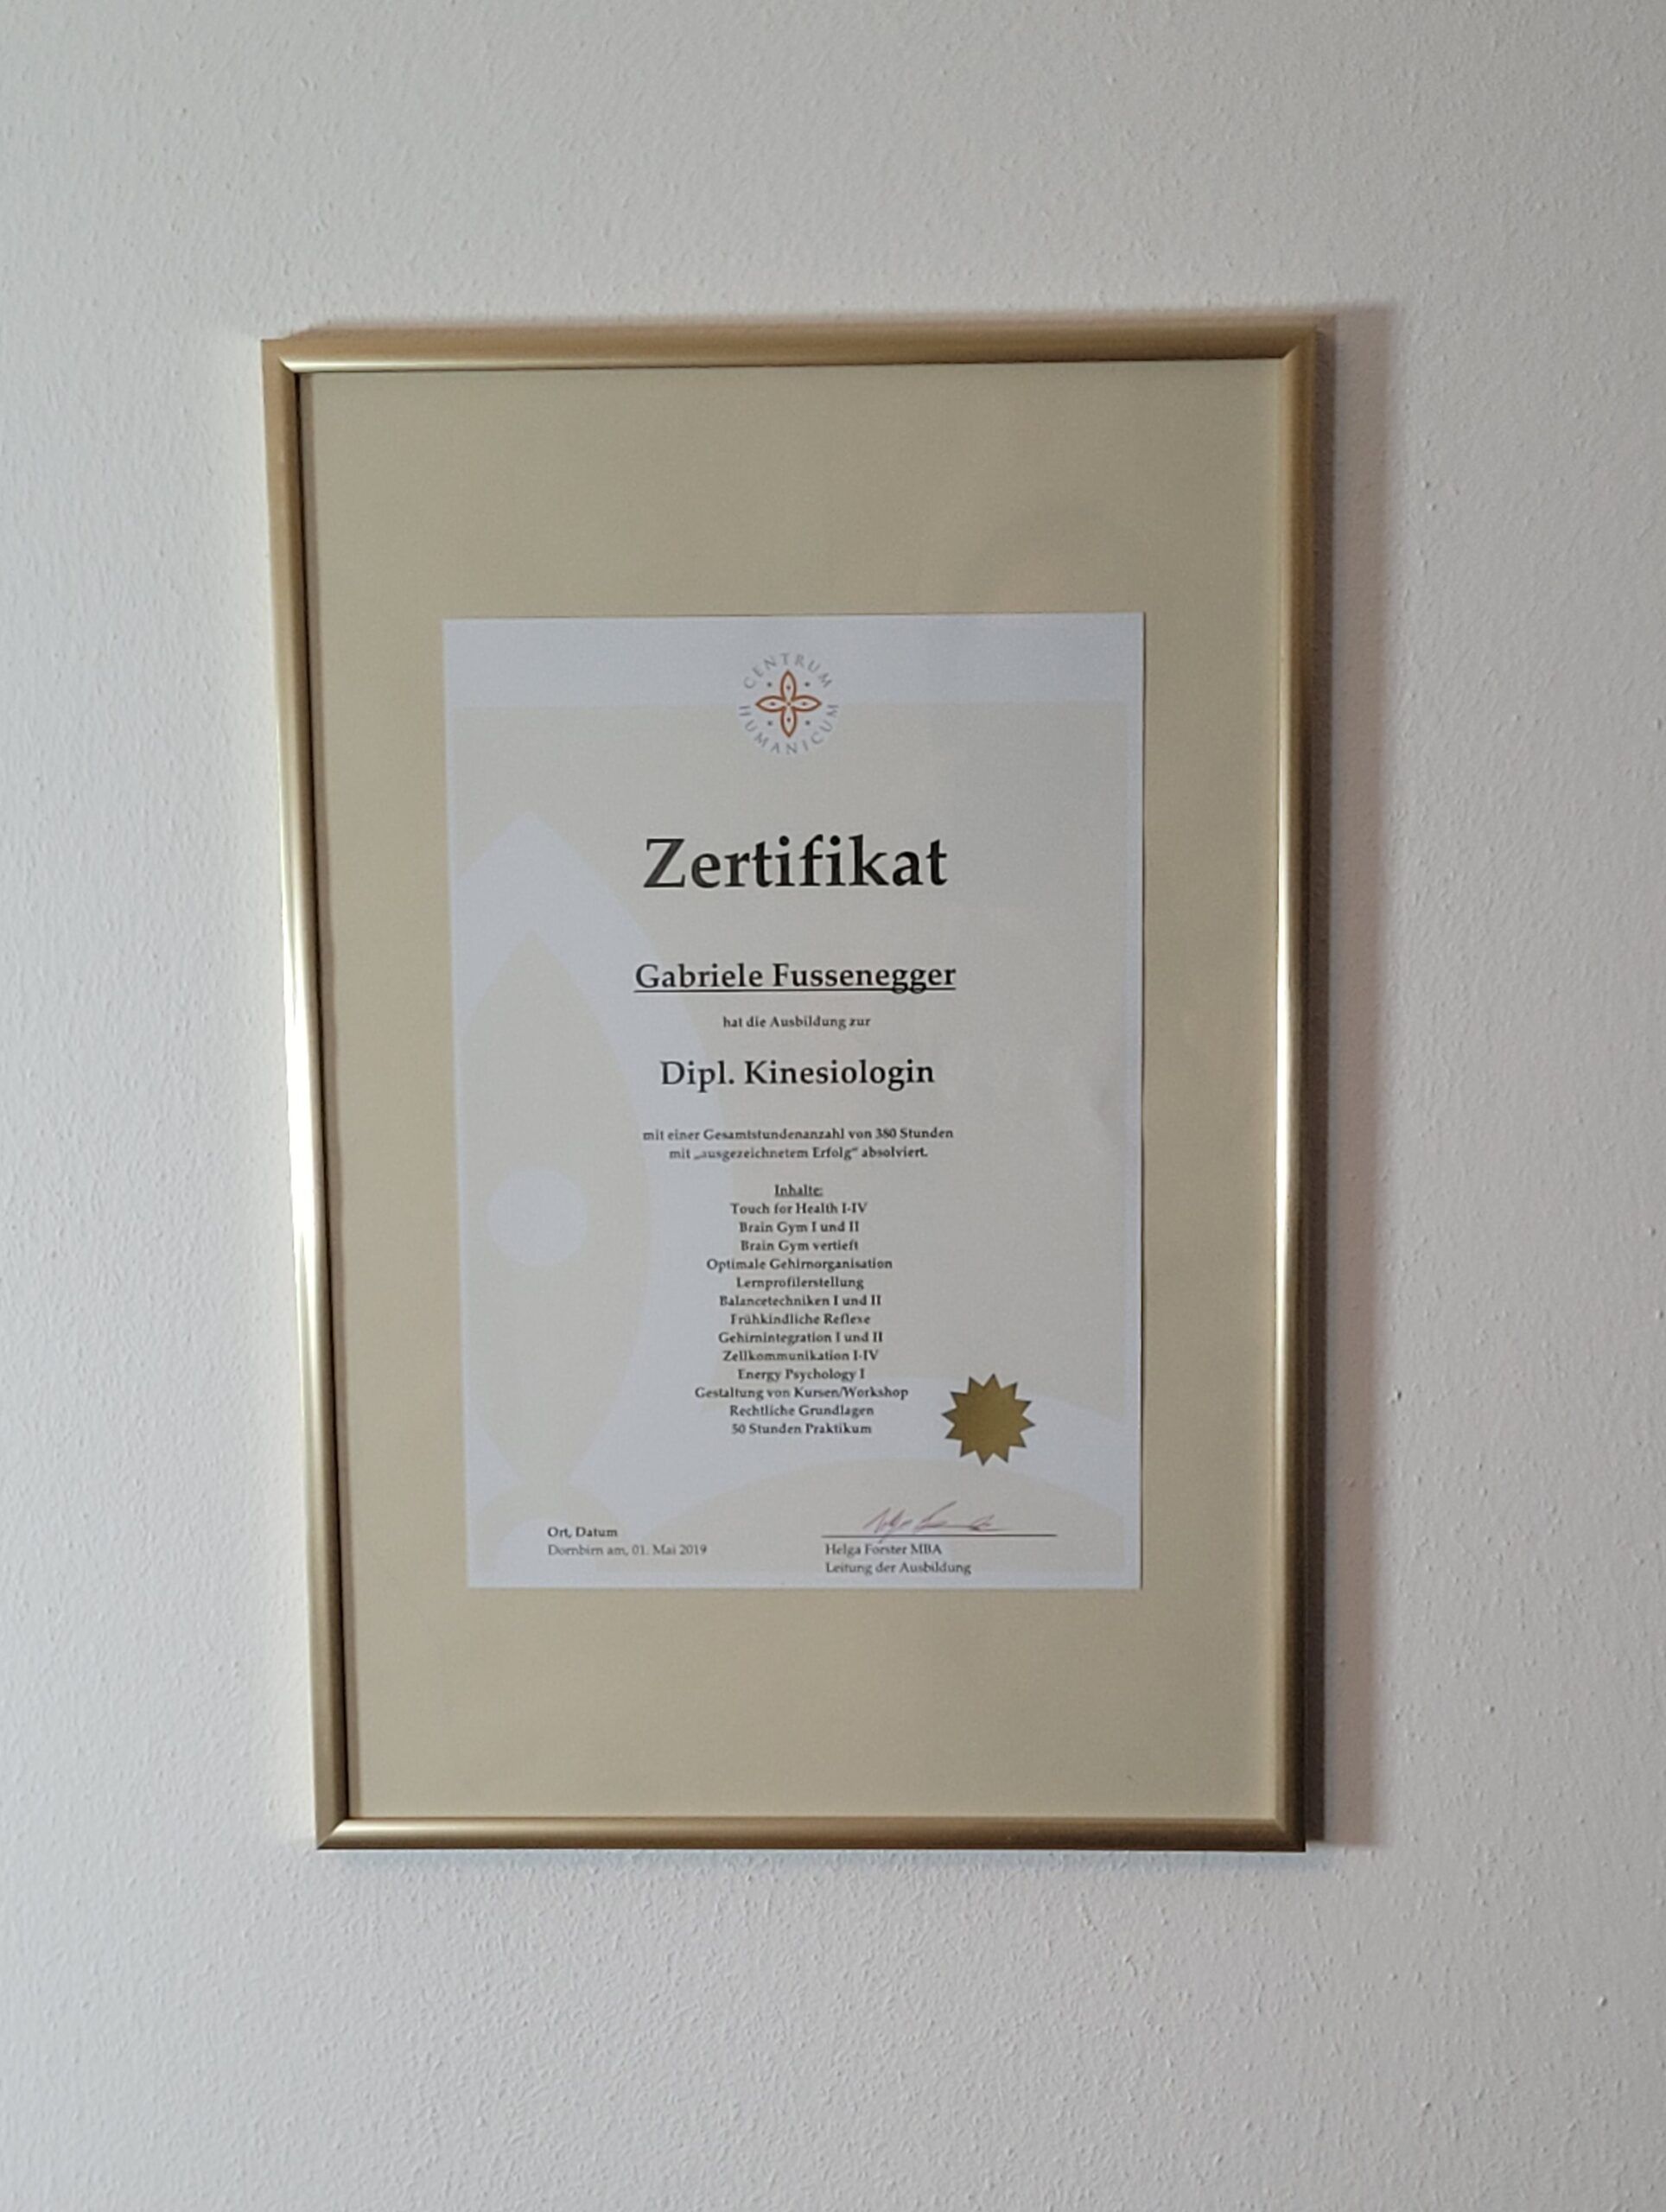 CENTRUM
HUMANICUM
Zertifikat
Gabriele Fussenegger
hat die Ausbildung zur
Dipl. Kinesiologin
mit einer Gesamtstundenanzahl von 380 Stunden
mit „ausgezeichnetem Erfolg“ absolviert.
Inhalte:
Touch for Health I-IV
Brain Gym I und II
Brain Gym vertieft
Optimale Gehirnorganisation
Lernprofilerstellung
Balancetechniken I und II
Frühkindliche Reflexe
Gehirnintegration I und II
Zellkommunikation I-IV
Energy Psychology I
Gestaltung von Kursen/Workshop
Rechtliche Grundlagen
50 Stunden Praktikum
Ort, Datum
Dornbirn am, 01. Mai 2019
Helga Forster MBA
Leitung der Ausbildung